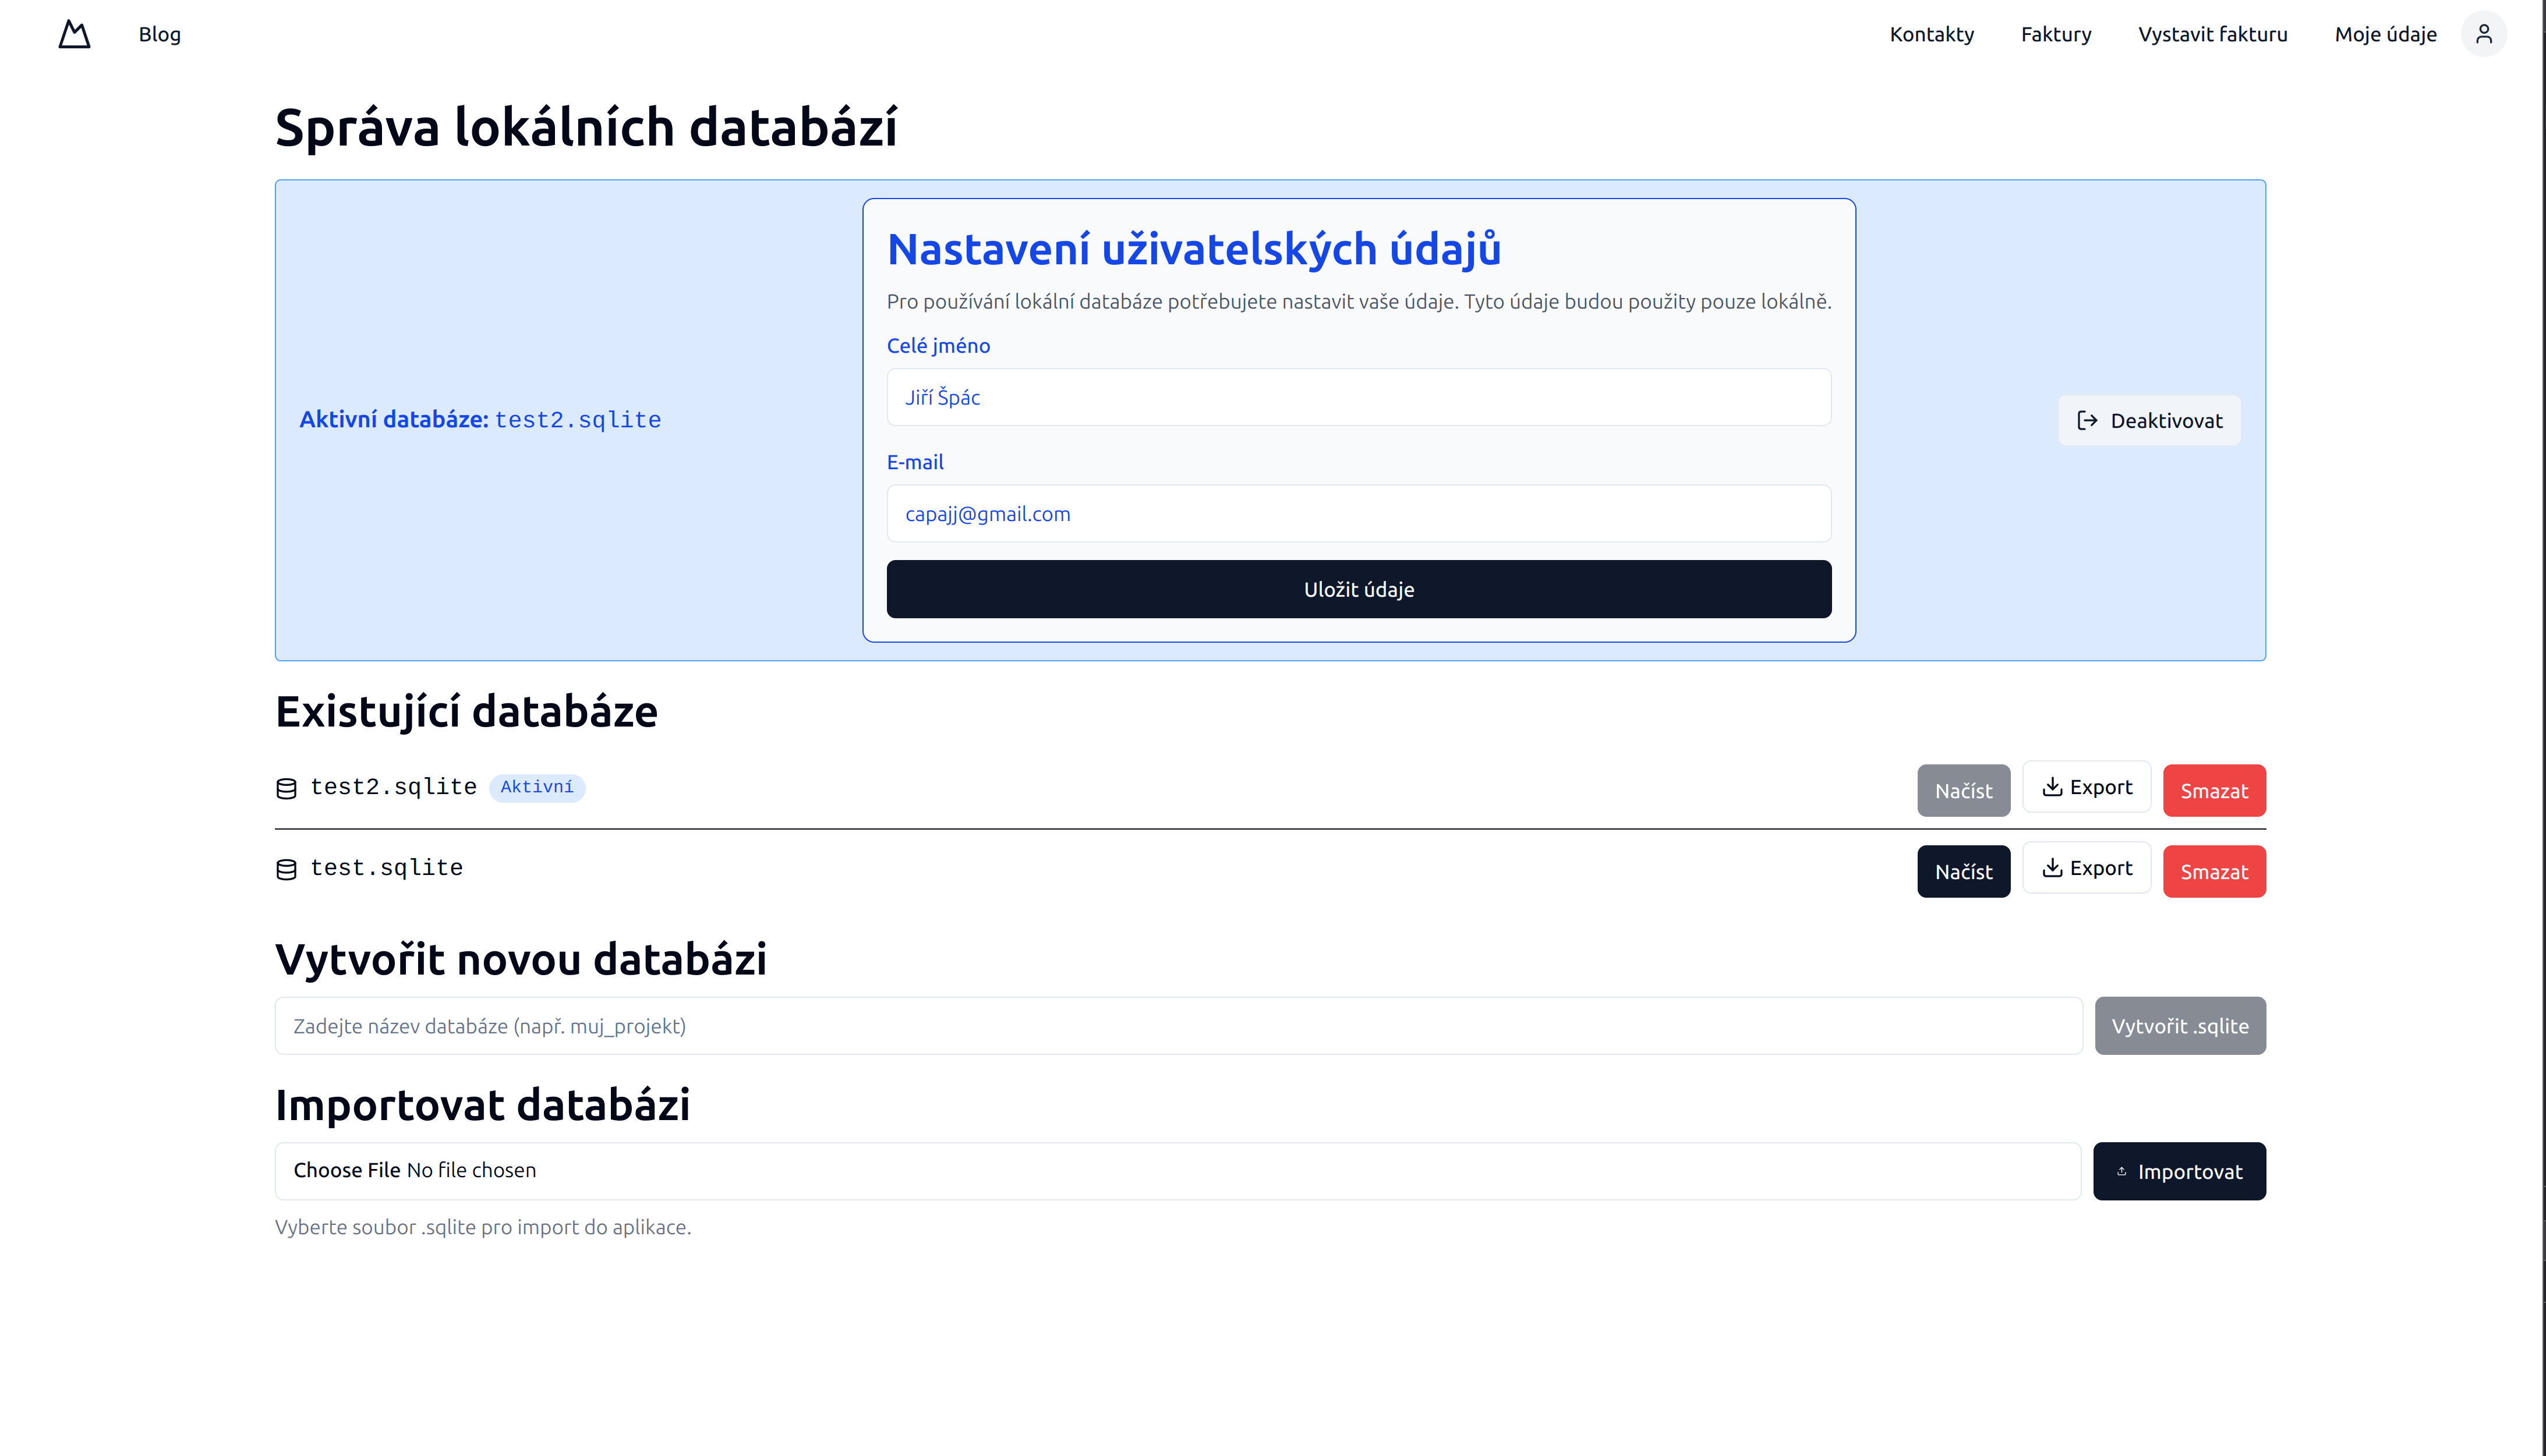 Blog
Kontakty
Faktury
Vystavit fakturu
Moje údaje
Správa lokálních databází
Aktivní databáze: test2.sqlite
Nastavení uživatelských údajů
Pro používání lokální databáze potřebujete nastavit vaše údaje. Tyto údaje budou použity pouze lokálně.
Celé jméno
Jiří Špác
E-mail
capajj@gmail.com
Uložit údaje
Deaktivovat
Existující databáze
test2.sqlite Aktivní
Načíst
Export
Smazat
test.sqlite
Načíst
Export
Smazat
Vytvořit novou databázi
Zadejte název databáze (např. muj_projekt)
Vytvořit .sqlite
Importovat databázi
Choose File No file chosen
Importovat
Vyberte soubor .sqlite pro import do aplikace.